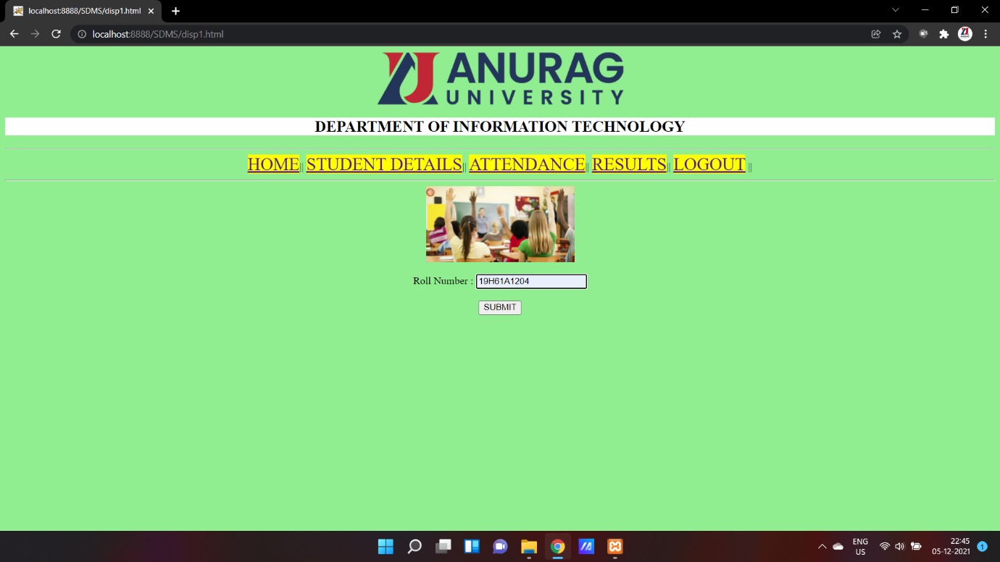 localhost:8888/SDMS/disp1.html
localhost:8888/SDMS/disp1.html
ANURAG
UNIVERSITY
DEPARTMENT OF INFORMATION TECHNOLOGY
HOME|| STUDENT DETAILS|| ATTENDANCE|| RESULTS|| LOGOUT ||
Roll Number : 19H61A1204
SUBMIT
ENG
US
22:45
05-12-2021
1